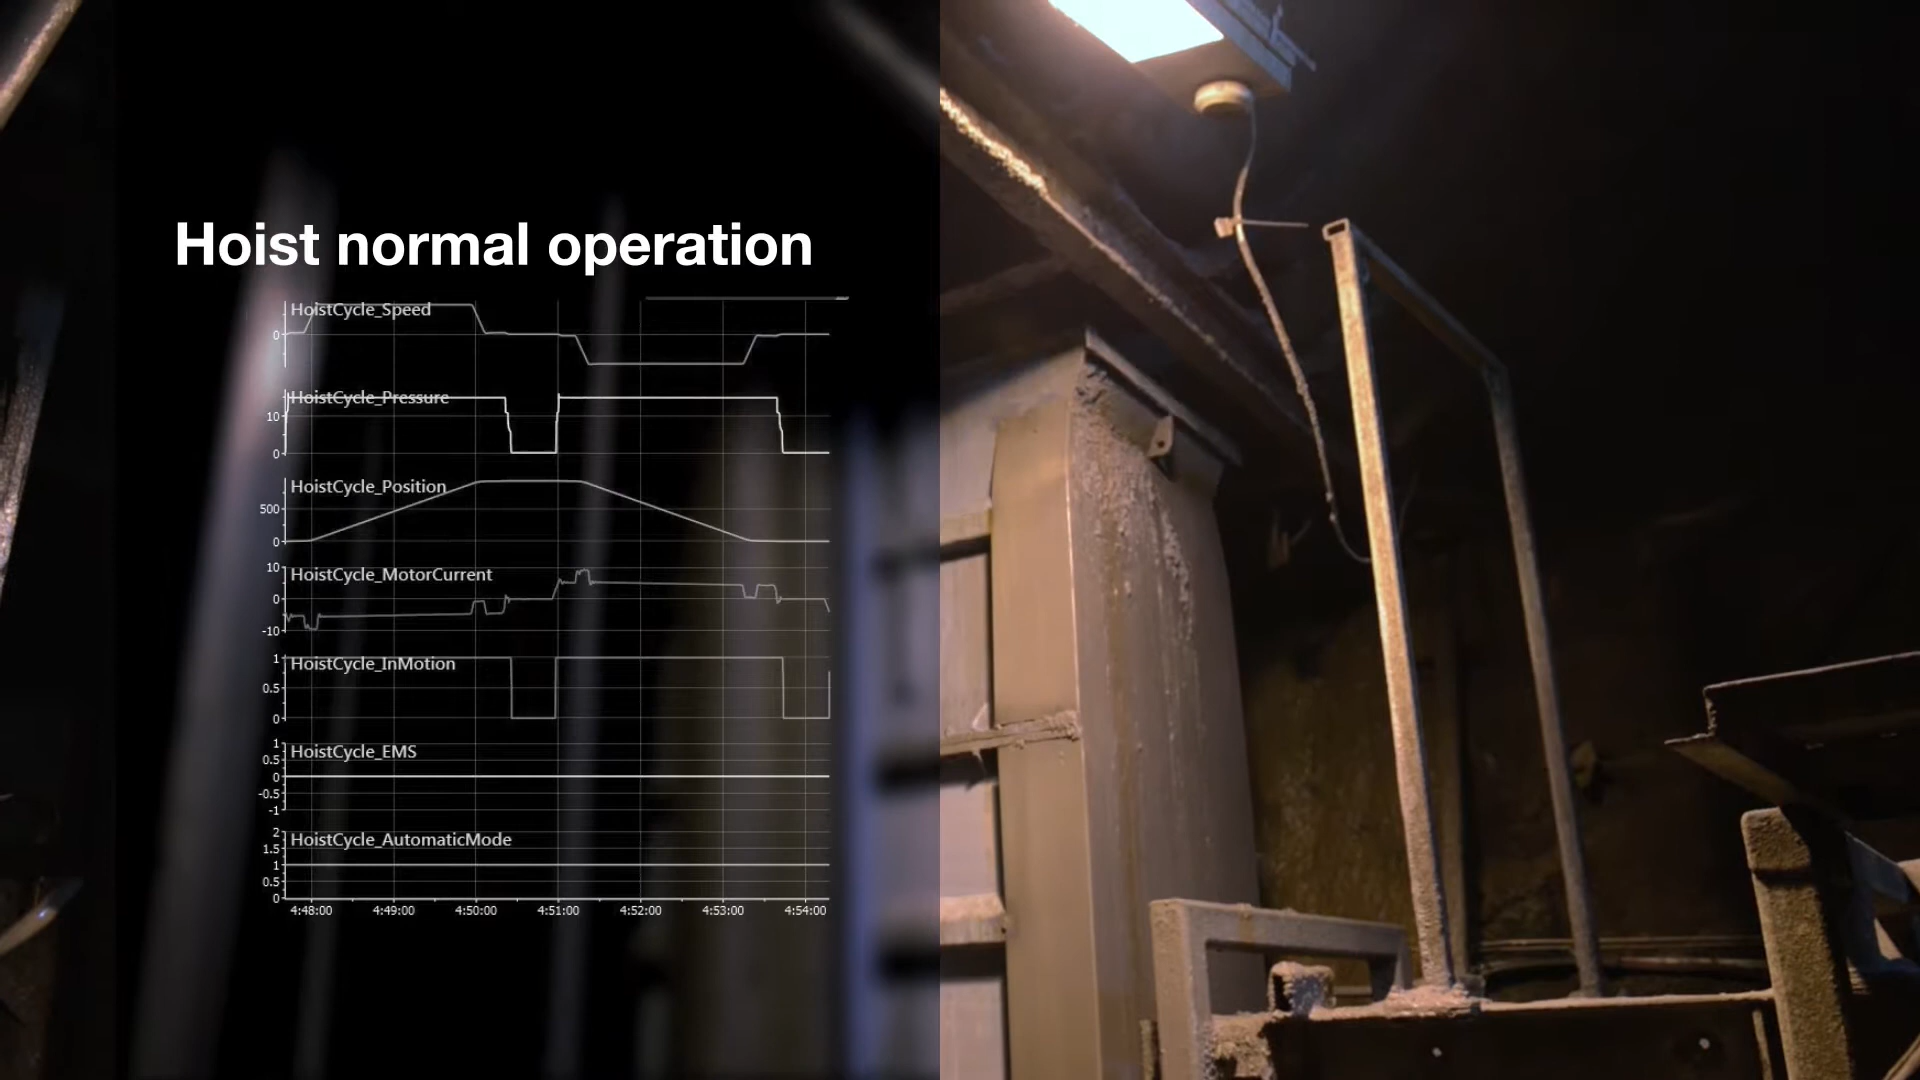 Hoist normal operation
HoistCycle_Speed
0
HoistCycle_Pressure
10
0
HoistCycle_Position
500
0
10
HoistCycle_MotorCurrent
0
-10
1
HoistCycle_InMotion
0.5
0
1
HoistCycle_EMS
0.5
0
-0.5
-1
2
HoistCycle_AutomaticMode
1.5
1
0.5
0
4:48:00 4:49:00 4:50:00 4:51:00 4:52:00 4:53:00 4:54:00